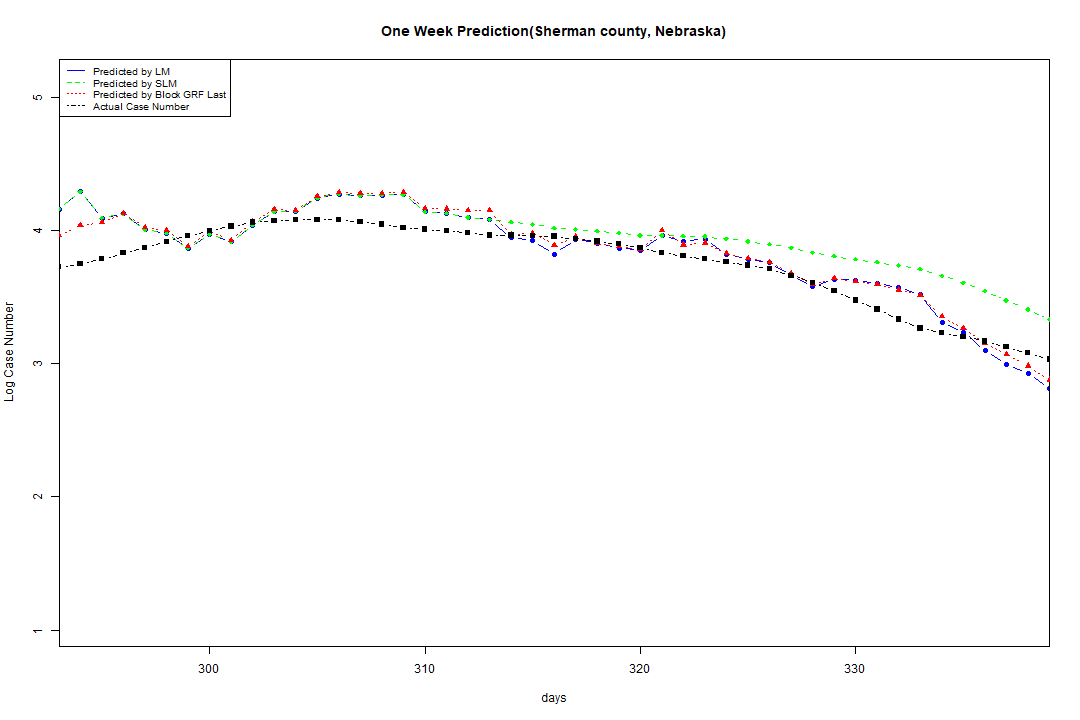 One Week Prediction(Sherman county, Nebraska)
Predicted by LM
Predicted by SLM
Predicted by Block GRF Last
Actual Case Number
5
4
3
2
1
Log Case Number
300 310 320 330
days